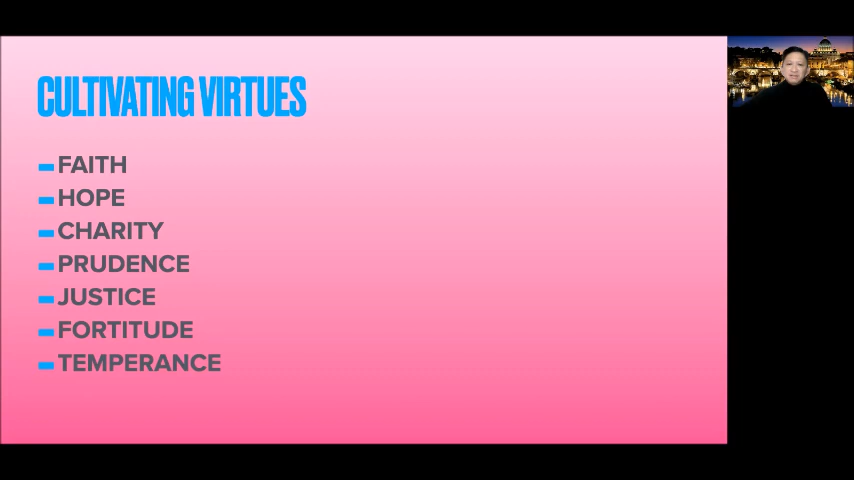 CULTIVATING VIRTUES
FAITH
HOPE
CHARITY
PRUDENCE
JUSTICE
FORTITUDE
TEMPERANCE